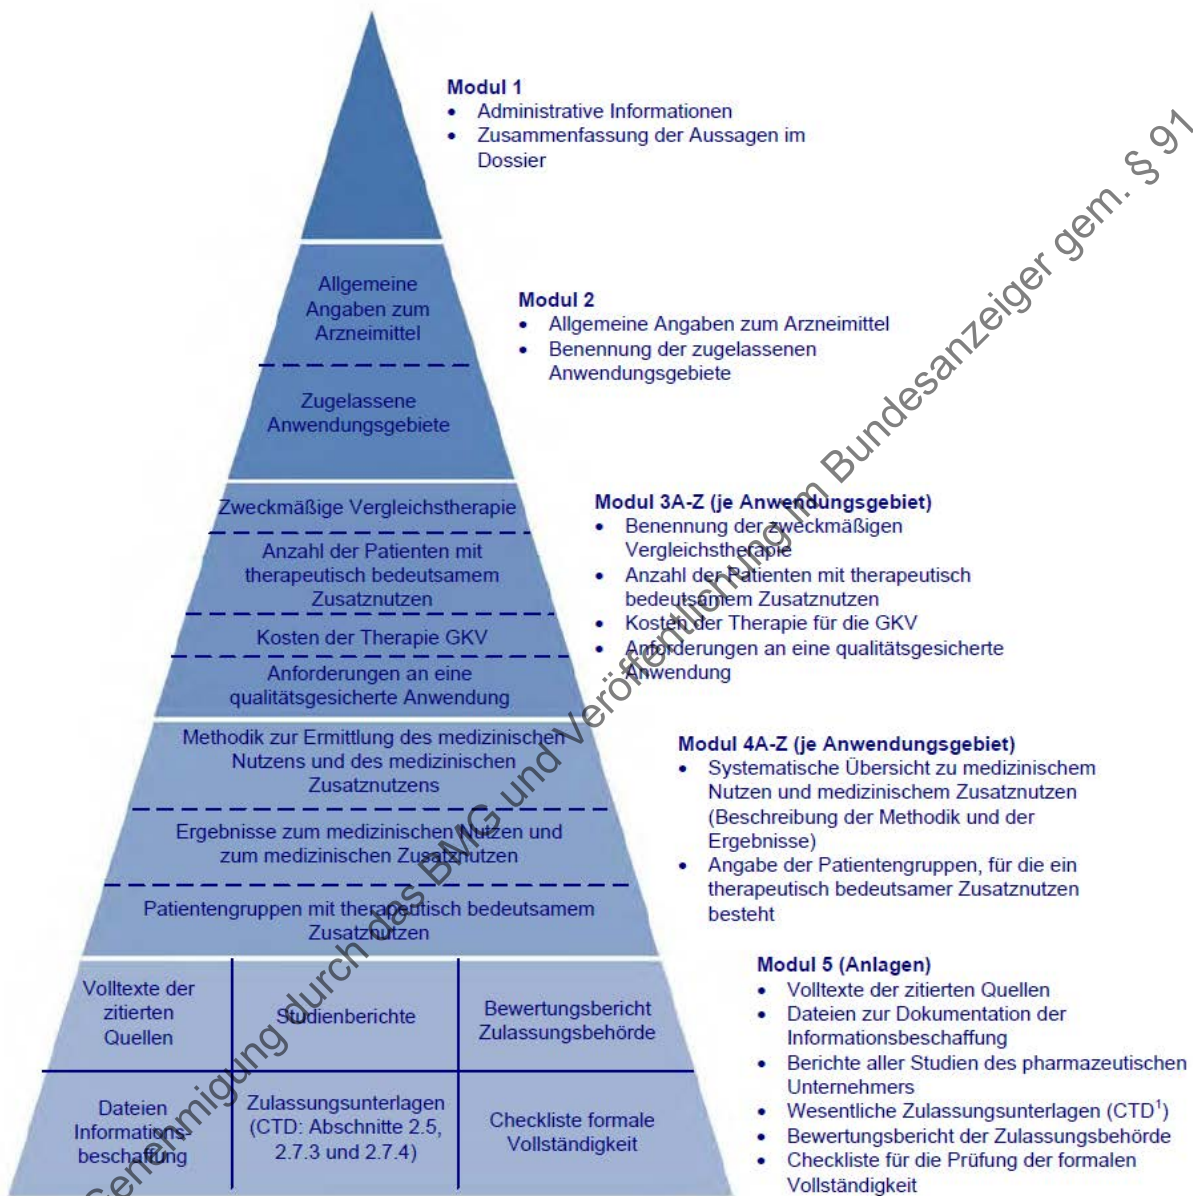 Modul 1
• Administrative Informationen
• Zusammenfassung der Aussagen im
Dossier
Allgemeine
Angaben zum
Arzneimittel
Zugelassene
Anwendungsgebiete
Modul 2
• Allgemeine Angaben zum Arzneimittel
• Benennung der zugelassenen
Anwendungsgebiete
Zweckmäßige Vergleichstherapie
Anzahl der Patienten mit
therapeutisch bedeutsamem
Zusatznutzen
Kosten der Therapie GKV
Anforderungen an eine
qualitätsgesicherte Anwendung
Modul 3A-Z (je Anwendungsgebiet)
• Benennung der zweckmäßigen
Vergleichstherapie
• Anzahl der Patienten mit therapeutisch
bedeutsamem Zusatznutzen
• Kosten der Therapie für die GKV
• Anforderungen an eine qualitätsgesicherte
Anwendung
Methodik zur Ermittlung des medizinischen
Nutzens und des medizinischen
Zusatznutzens
Ergebnisse zum medizinischen Nutzen und
zum medizinischen Zusatznutzen
Patientengruppen mit therapeutisch bedeutsamem
Zusatznutzen
Modul 4A-Z (je Anwendungsgebiet)
• Systematische Übersicht zu medizinischem
Nutzen und medizinischem Zusatznutzen
(Beschreibung der Methodik und der
Ergebnisse)
• Angabe der Patientengruppen, für die ein
therapeutisch bedeutsamer Zusatznutzen
besteht
Volltexte der
zitierten
Quellen
Studienberichte
Bewertungsbericht
Zulassungsbehörde
Dateien
Informations-
beschaffung
Zulassungsunterlagen
(CTD: Abschnitte 2.5,
2.7.3 und 2.7.4)
Checkliste formale
Vollständigkeit
Modul 5 (Anlagen)
• Volltexte der zitierten Quellen
• Dateien zur Dokumentation der
Informationsbeschaffung
• Berichte aller Studien des pharmazeutischen
Unternehmers
• Wesentliche Zulassungsunterlagen (CTD¹)
• Bewertungsbericht der Zulassungsbehörde
• Checkliste für die Prüfung der formalen
Vollständigkeit
Genehmigung durch das BMG und Veröffentlichung im Bundesanzeiger gem. § 91